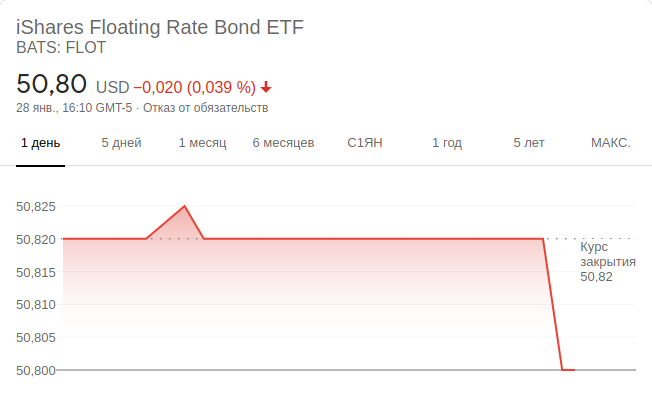 iShares Floating Rate Bond ETF
BATS: FLOT
50,80 USD −0,020 (0,039 %)
28 янв., 16:10 GMT-5 · Отказ от обязательств
1 день 5 дней 1 месяц 6 месяцев С1ЯН 1 год 5 лет МАКС.
50,825
50,820
Курс
закрытия
50,82
50,815
50,810
50,805
50,800